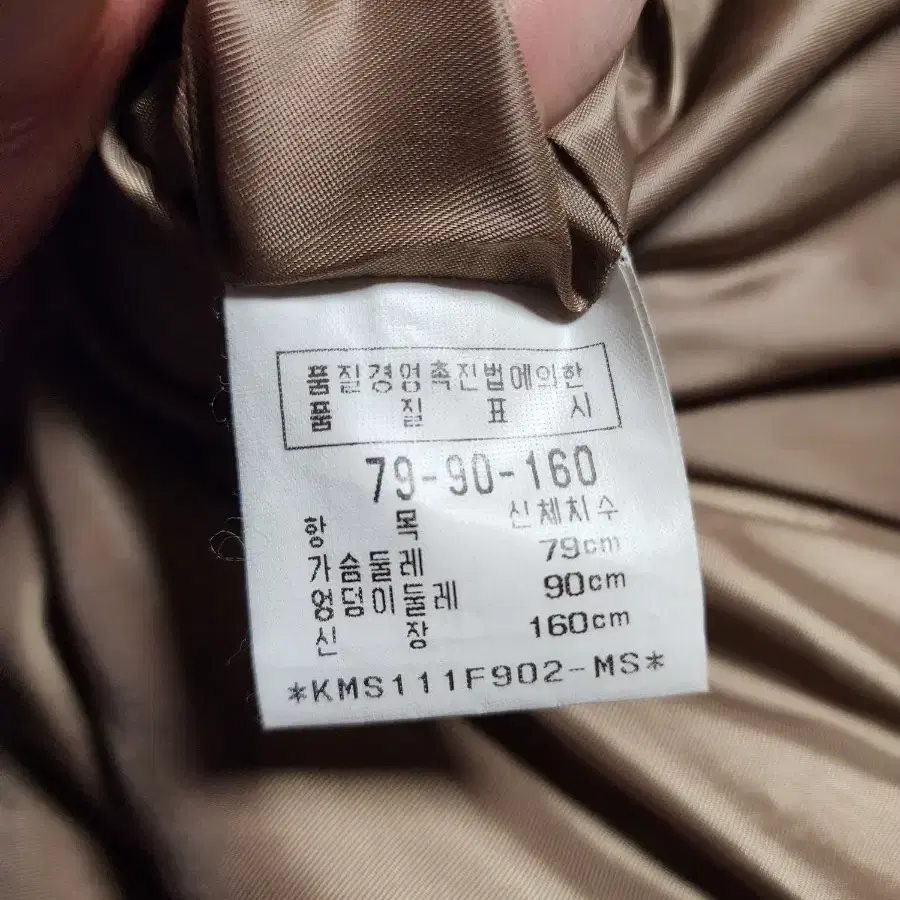 품질경영촉진법에의한
품 질 표 시
79-90-160
항 목 신체치수
가슴둘레 79cm
엉덤이둘레 90cm
신 장 160cm
*KMS111F902-MS*